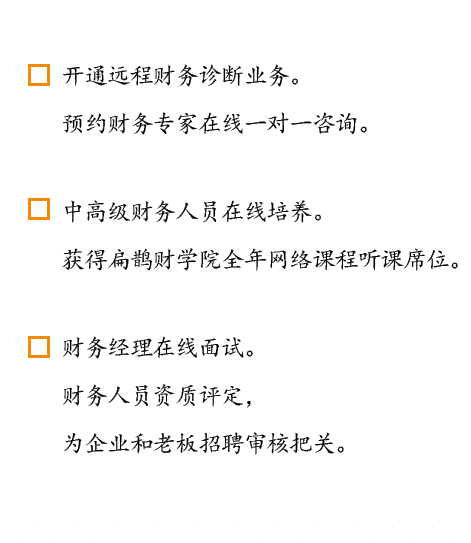 开通远程财务诊断业务。
预约财务专家在线一对一咨询。
中高级财务人员在线培养。
获得扁鹊财学院全年网络课程听课席位。
财务经理在线面试。
财务人员资质评定，
为企业和老板招聘审核把关。